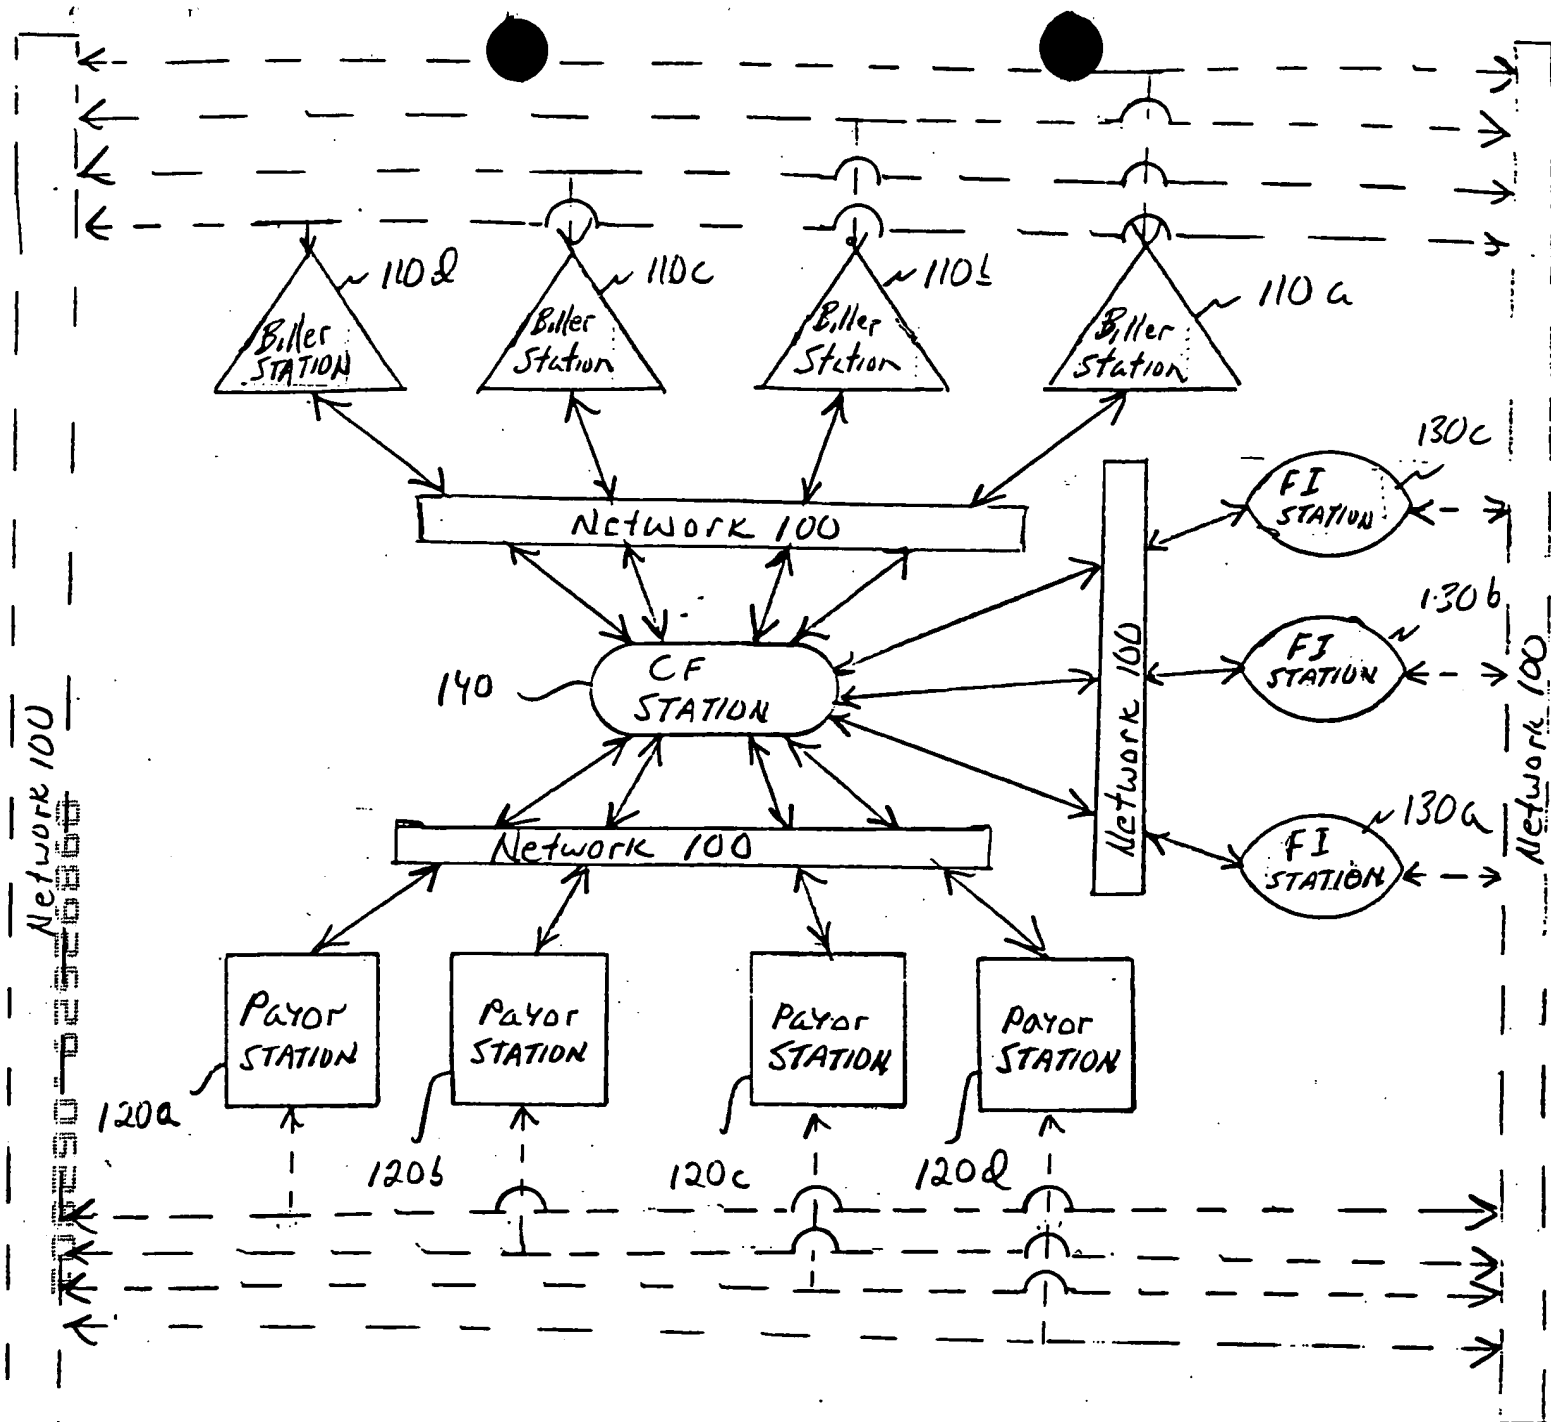 110d
110c
110b
110a
Biller
STATION
Biller
Station
Biller
Station
Biller
Station
130c
FI
STATION
Network 100
130b
FI
STATION
CF
STATION
140
Network 100
Network 100
Network 100
130a
FI
STATION
Network 100
Payor
STATION
Payor
STATION
Payor
STATION
Payor
STATION
120a
120b
120c
120d